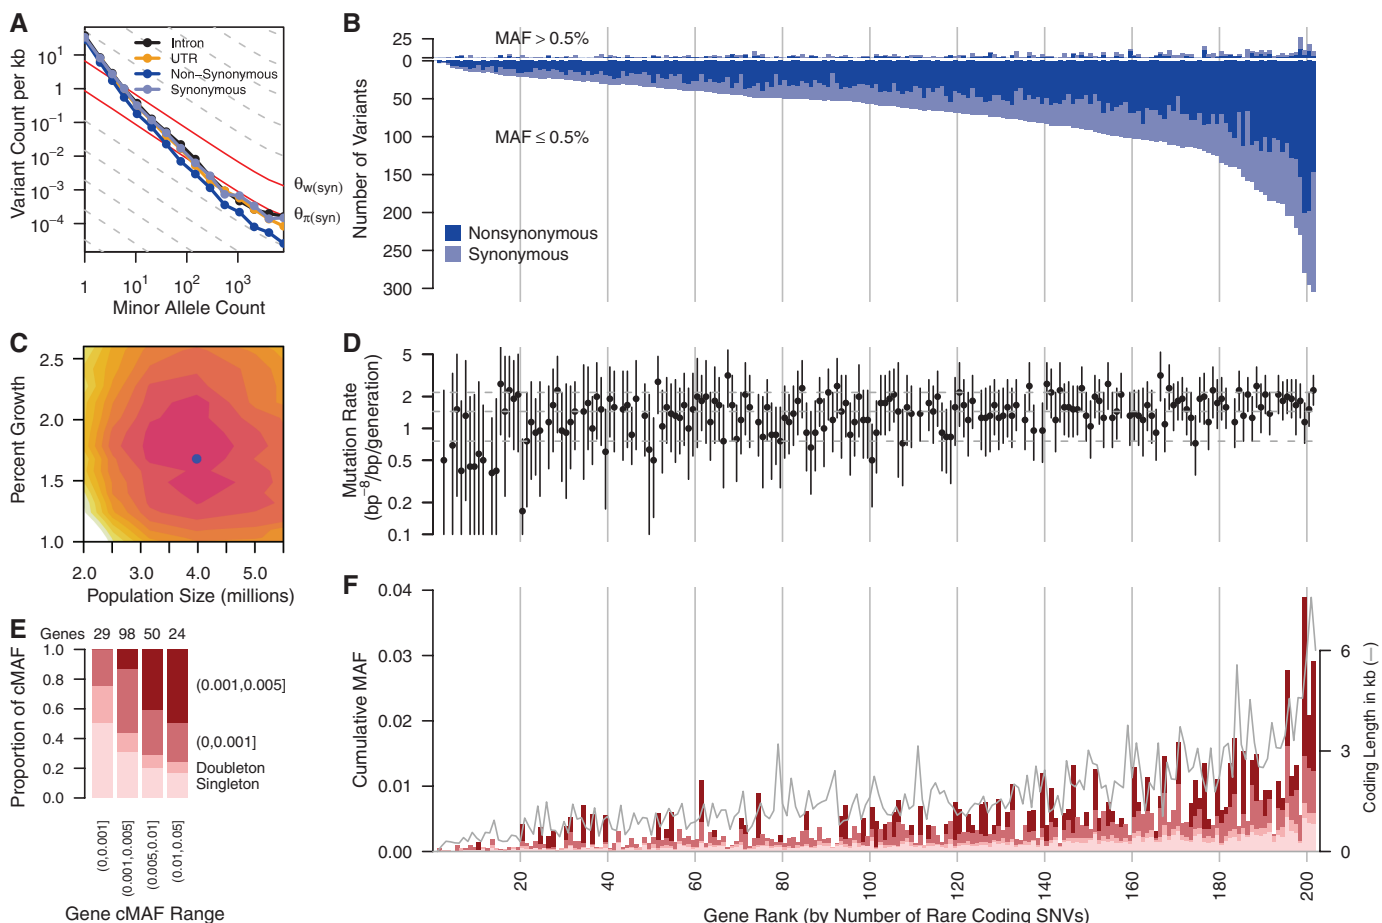 A
Variant Count per kb
10^1
1
10^−1
10^−2
10^−3
10^−4
Intron
UTR
Non−Synonymous
Synonymous
θw(syn)
θπ(syn)
1
10^1
10^2
10^3
Minor Allele Count
B
25
0
50
100
150
200
250
300
Number of Variants
MAF > 0.5%
MAF ≤ 0.5%
Nonsynonymous
Synonymous
C
Percent Growth
2.5
2.0
1.5
1.0
2.0
3.0
4.0
5.0
Population Size (millions)
D
Mutation Rate
(bp^−8/bp/generation)
5
2
1
0.5
0.2
0.1
E
Genes 29 98 50 24
Proportion of cMAF
1.0
0.8
0.6
0.4
0.2
0.0
(0.001,0.005]
(0,0.001]
Doubleton
Singleton
(0,0.001]
(0.001,0.005]
(0.005,0.01]
(0.01,0.05]
Gene cMAF Range
F
Cumulative MAF
0.04
0.03
0.02
0.01
0.00
6
3
0
Coding Length in kb (—)
20
40
60
80
100
120
140
160
180
200
Gene Rank (by Number of Rare Coding SNVs)